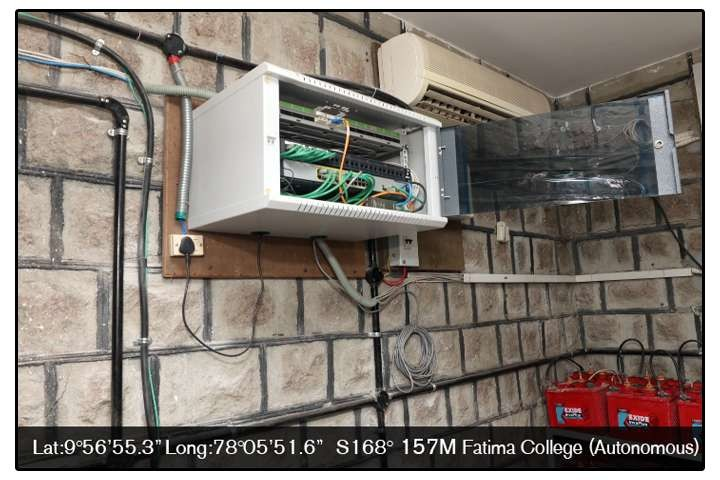 EXIDE
EXIDE
Lat:9°56'55.3" Long:78°05'51.6" S168° 157M Fatima College (Autonomous)